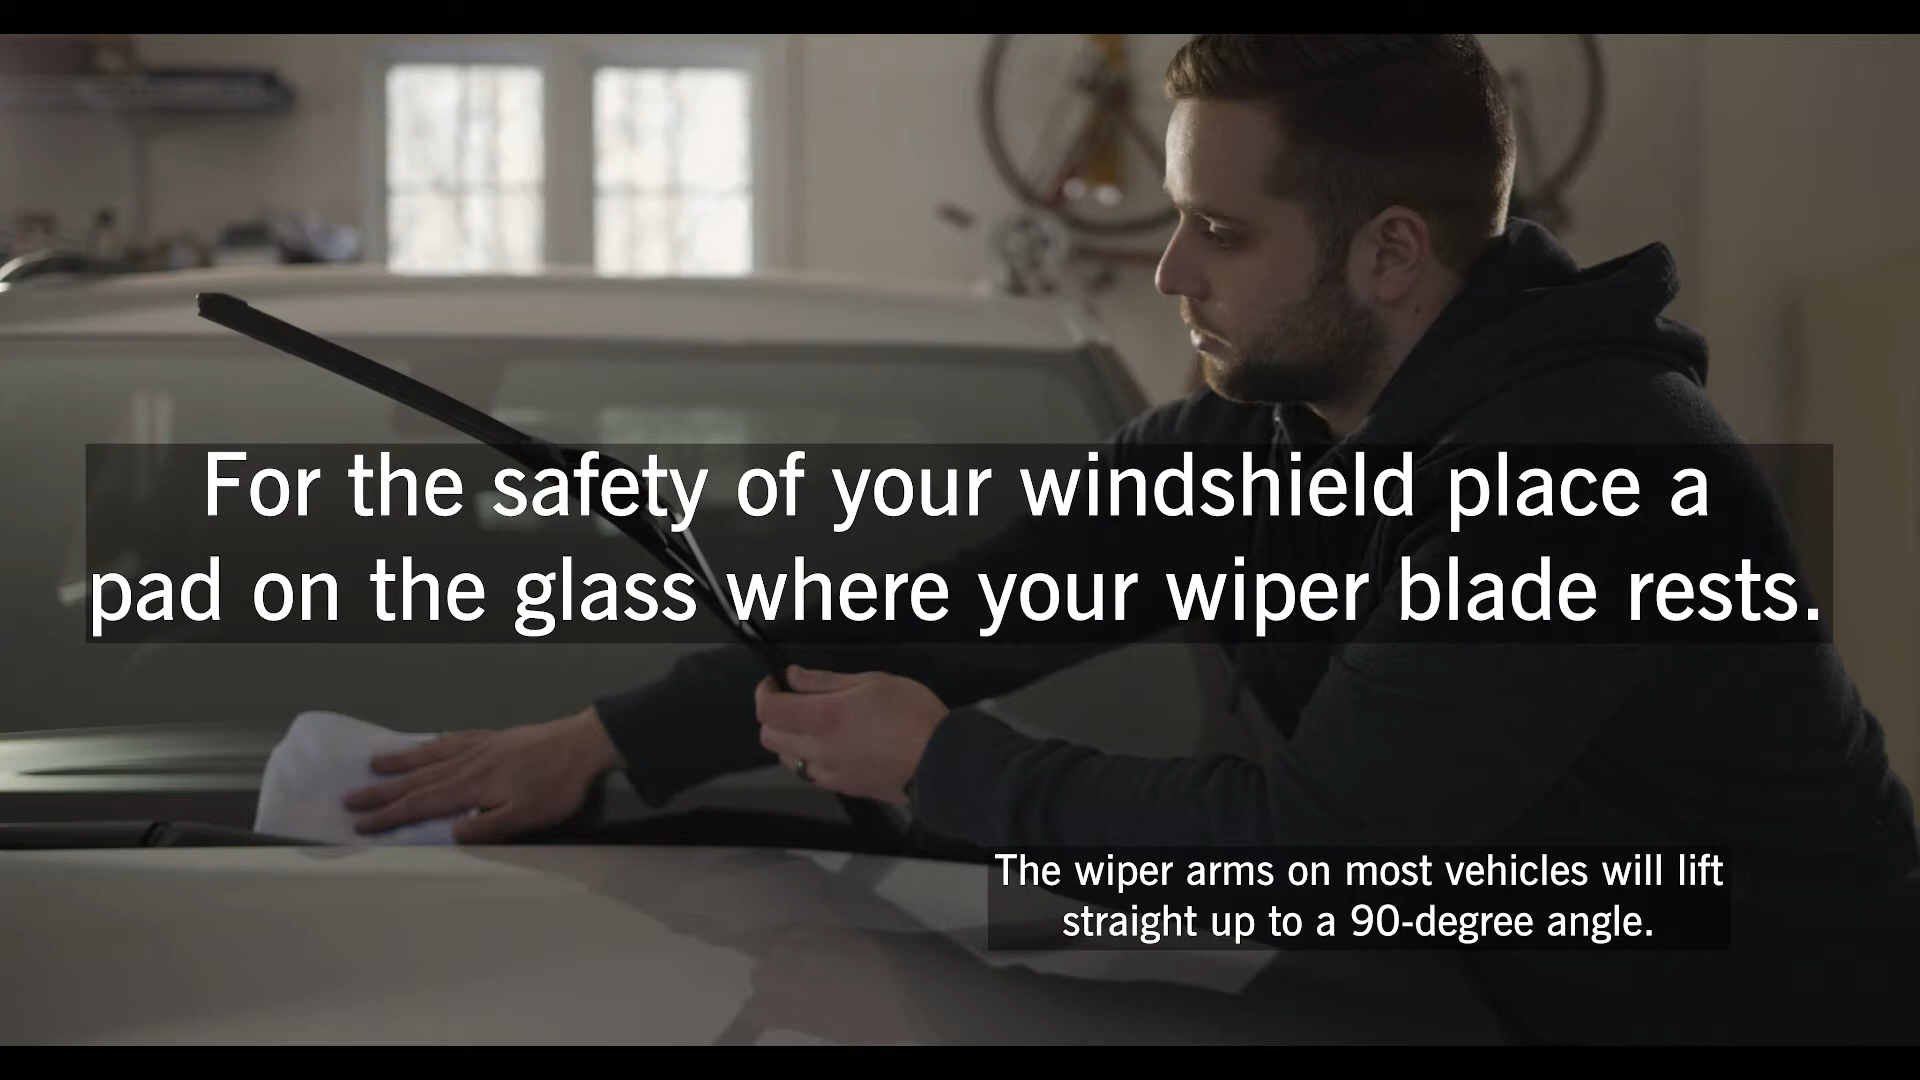 For the safety of your windshield place a
pad on the glass where your wiper blade rests.
The wiper arms on most vehicles will lift
straight up to a 90-degree angle.